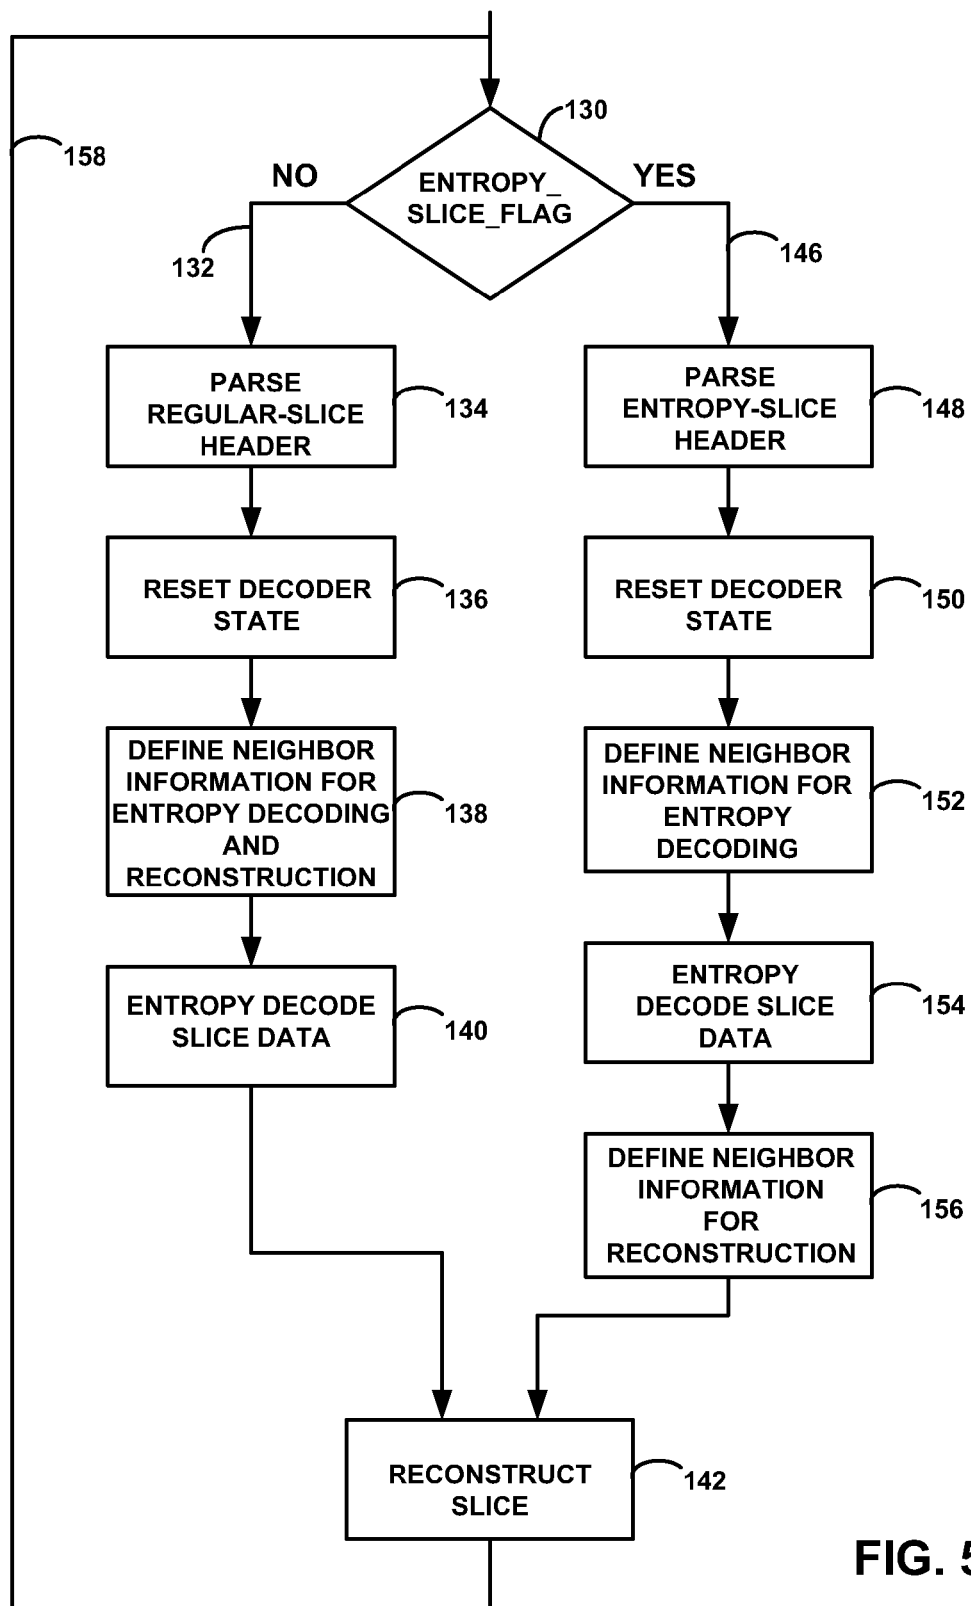 130
158
NO
YES
ENTROPY_
SLICE_FLAG
132
146
PARSE
REGULAR-SLICE
HEADER
134
PARSE
ENTROPY-SLICE
HEADER
148
RESET DECODER
STATE
136
RESET DECODER
STATE
150
DEFINE NEIGHBOR
INFORMATION FOR
ENTROPY DECODING
AND
RECONSTRUCTION
138
DEFINE NEIGHBOR
INFORMATION FOR
ENTROPY
DECODING
152
ENTROPY DECODE
SLICE DATA
140
ENTROPY
DECODE SLICE
DATA
154
DEFINE NEIGHBOR
INFORMATION
FOR
RECONSTRUCTION
156
RECONSTRUCT
SLICE
142
FIG. 5